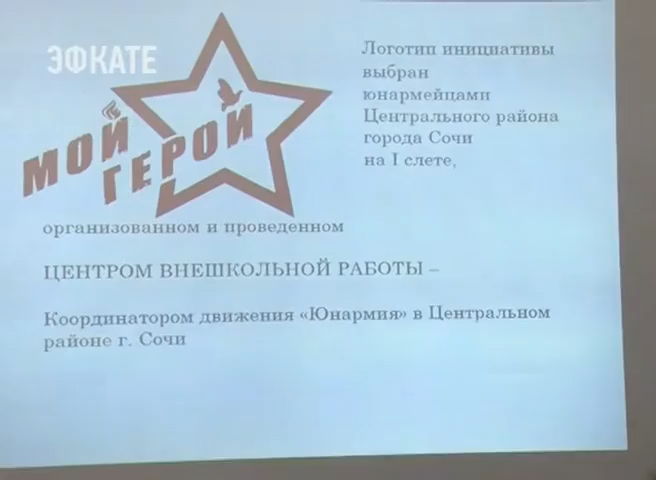 ЭФКАТЕ
МОЙ
ГЕРОЙ
Логотип инициативы
выбран
юнармейцами
Центрального района
города Сочи
на I слете,
организованном и проведенном
ЦЕНТРОМ ВНЕШКОЛЬНОЙ РАБОТЫ –
Координатором движения «Юнармия» в Центральном
районе г. Сочи